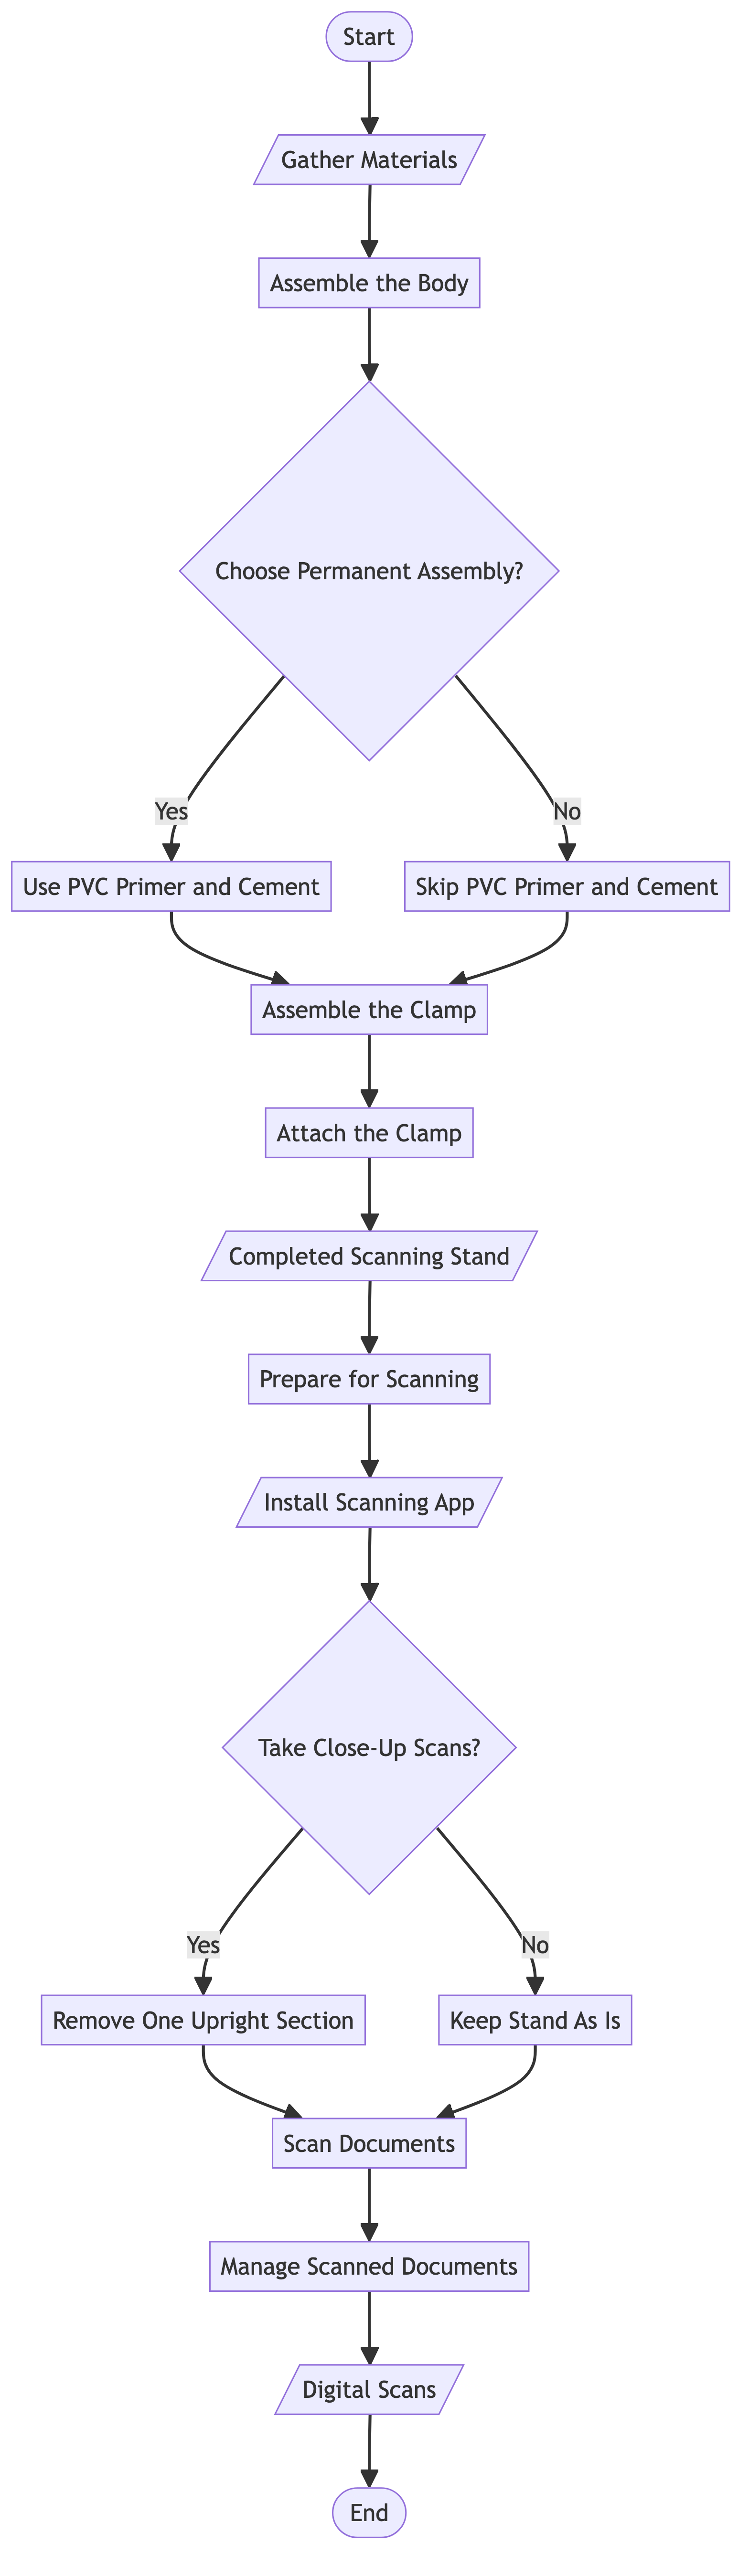 Start
Gather Materials
Assemble the Body
Choose Permanent Assembly?
Yes
No
Use PVC Primer and Cement
Skip PVC Primer and Cement
Assemble the Clamp
Attach the Clamp
Completed Scanning Stand
Prepare for Scanning
Install Scanning App
Take Close-Up Scans?
Yes
No
Remove One Upright Section
Keep Stand As Is
Scan Documents
Manage Scanned Documents
Digital Scans
End